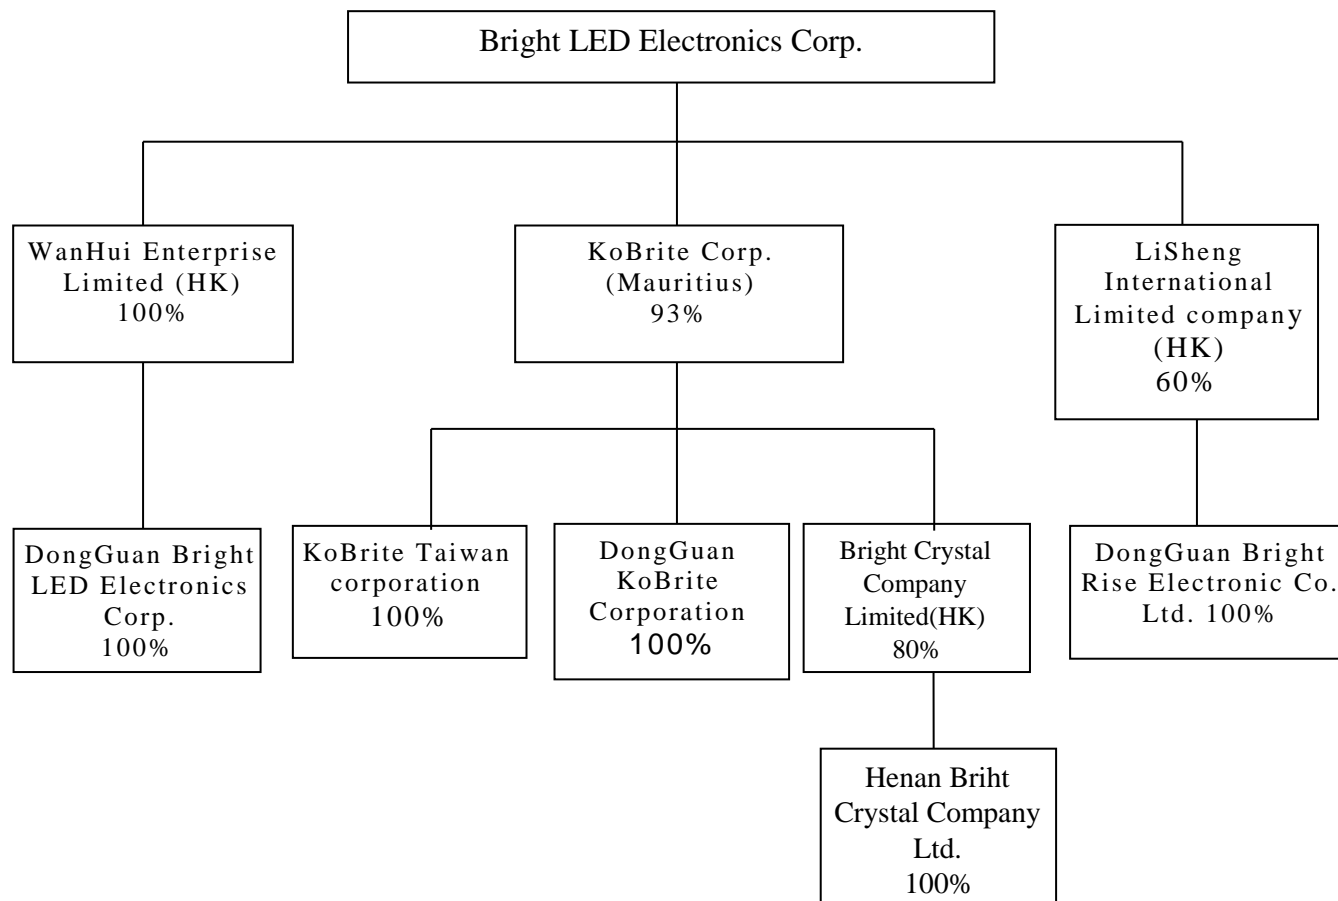 Bright LED Electronics Corp.
WanHui Enterprise
Limited (HK)
100%
KoBrite Corp.
(Mauritius)
93%
LiSheng
International
Limited company
(HK)
60%
DongGuan Bright
LED Electronics
Corp.
100%
KoBrite Taiwan
corporation
100%
DongGuan
KoBrite
Corporation
100%
Bright Crystal
Company
Limited(HK)
80%
DongGuan Bright
Rise Electronic Co.
Ltd. 100%
Henan Briht
Crystal Company
Ltd.
100%